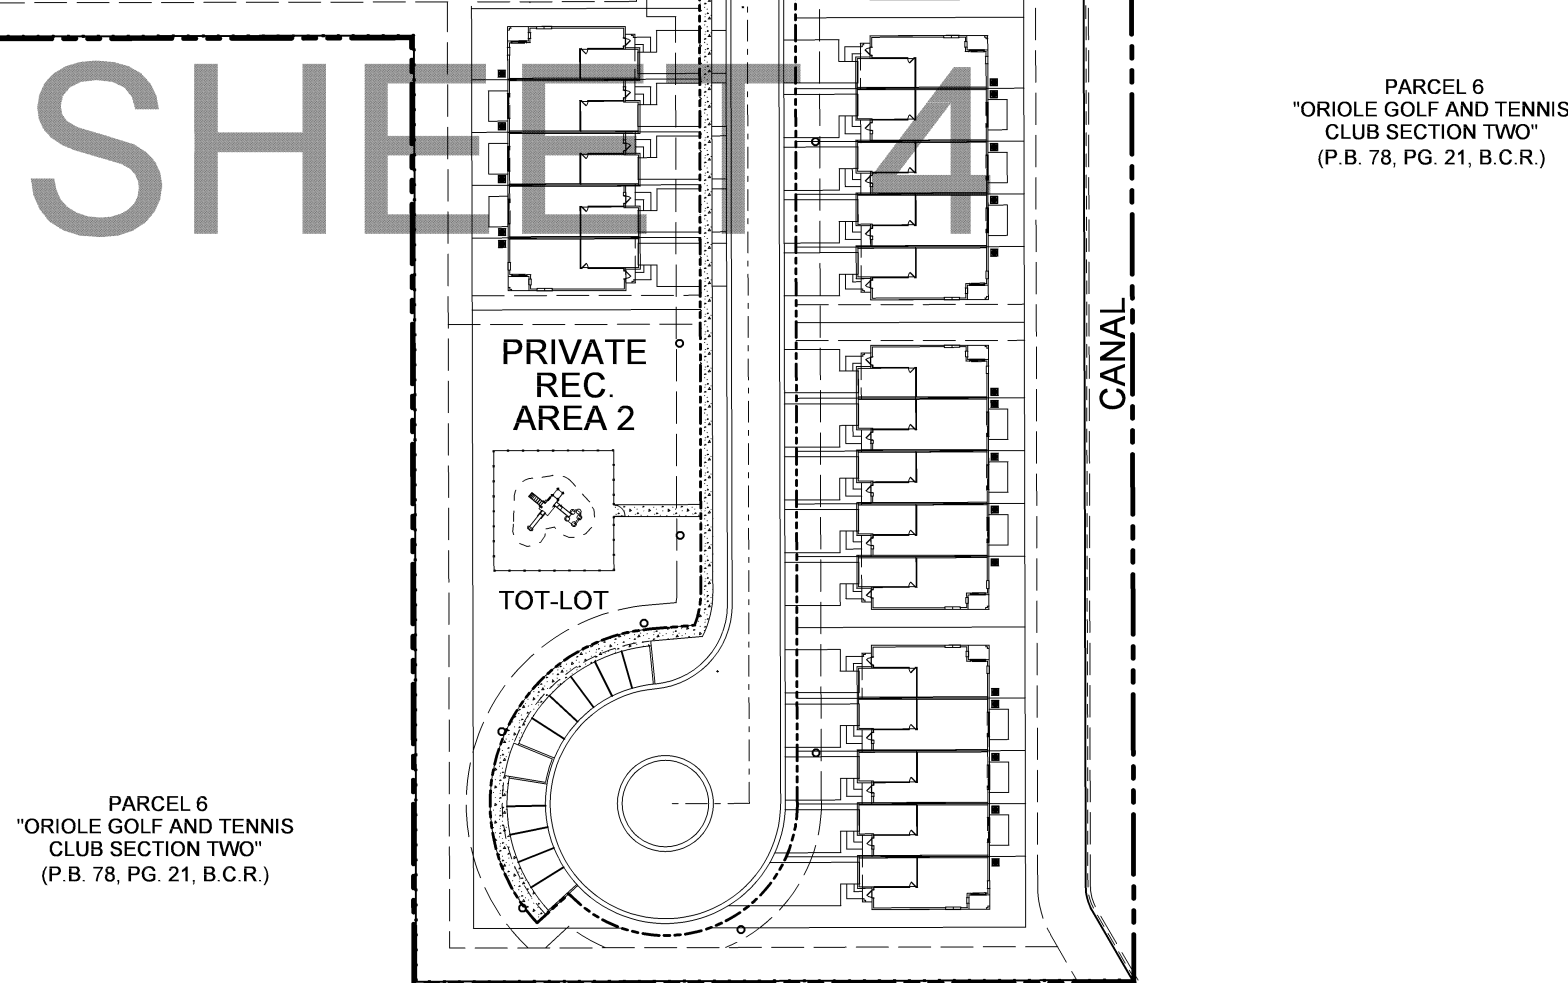 SHEET 4
PARCEL 6
"ORIOLE GOLF AND TENNIS
CLUB SECTION TWO"
(P.B. 78, PG. 21, B.C.R.)
CANAL
PRIVATE
REC.
AREA 2
TOT-LOT
PARCEL 6
"ORIOLE GOLF AND TENNIS
CLUB SECTION TWO"
(P.B. 78, PG. 21, B.C.R.)